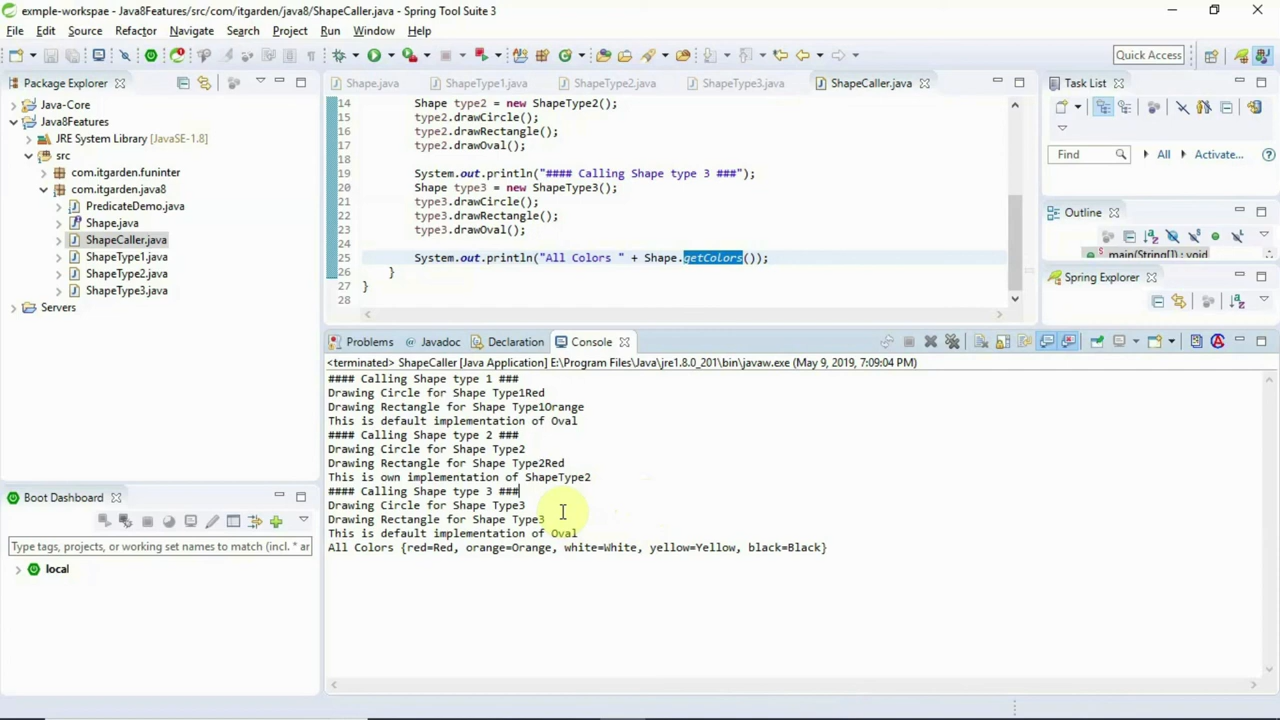 exmple-workspae - Java8Features/src/com/itgarden/java8/ShapeCaller.java - Spring Tool Suite 3
File Edit Source Refactor Navigate Search Project Run Window Help
Quick Access
Package Explorer
Java-Core
Java8Features
JRE System Library [JavaSE-1.8]
src
com.itgarden.funinter
com.itgarden.java8
PredicateDemo.java
Shape.java
ShapeCaller.java
ShapeType1.java
ShapeType2.java
ShapeType3.java
Servers
Boot Dashboard
Type tags, projects, or working set names to match (incl. * ar
local
Shape.java ShapeType1.java ShapeType2.java ShapeType3.java ShapeCaller.java
14 Shape type2 = new ShapeType2();
15 type2.drawCircle();
16 type2.drawRectangle();
17 type2.drawOval();
18
19 System.out.println("#### Calling Shape type 3 ###");
20 Shape type3 = new ShapeType3();
21 type3.drawCircle();
22 type3.drawRectangle();
23 type3.drawOval();
24
25 System.out.println("All Colors " + Shape.getColors());
26 }
27 }
28
Problems Javadoc Declaration Console
<terminated> ShapeCaller [Java Application] E:\Program Files\Java\jre1.8.0_201\bin\javaw.exe (May 9, 2019, 7:09:04 PM)
#### Calling Shape type 1 ###
Drawing Circle for Shape Type1Red
Drawing Rectangle for Shape Type1Orange
This is default implementation of Oval
#### Calling Shape type 2 ###
Drawing Circle for Shape Type2
Drawing Rectangle for Shape Type2Red
This is own implementation of ShapeType2
#### Calling Shape type 3 ###
Drawing Circle for Shape Type3
Drawing Rectangle for Shape Type3
This is default implementation of Oval
All Colors {red=Red, orange=Orange, white=White, yellow=Yellow, black=Black}
Task List
Find All Activate...
Outline
main(String[]) : void
Spring Explorer